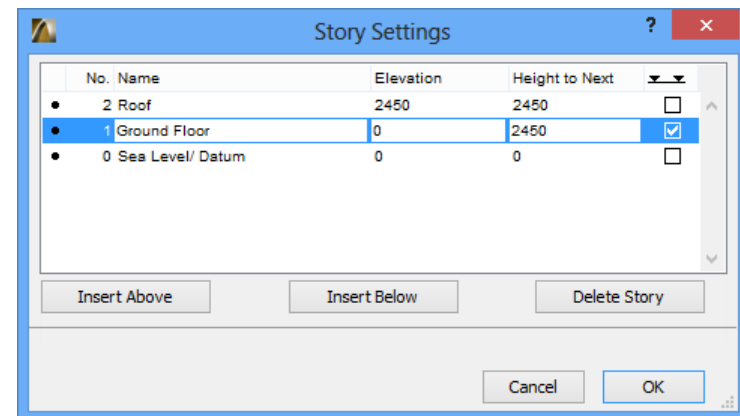 Story Settings ? ×
No. Name Elevation Height to Next
2 Roof 2450 2450
1 Ground Floor 0 2450
0 Sea Level/ Datum 0 0
Insert Above Insert Below Delete Story
Cancel OK